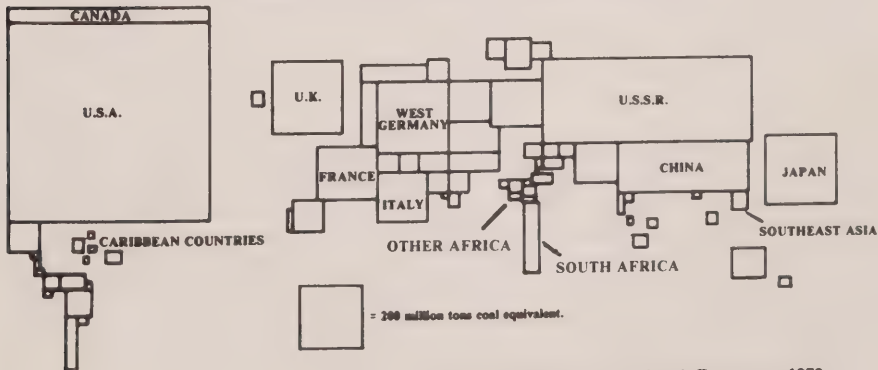 CANADA
U.S.A.
U.K.
WEST
GERMANY
U.S.S.R.
FRANCE
ITALY
CHINA
JAPAN
CARIBBEAN COUNTRIES
OTHER AFRICA
SOUTH AFRICA
SOUTHEAST ASIA
= 200 million tons coal equivalent.